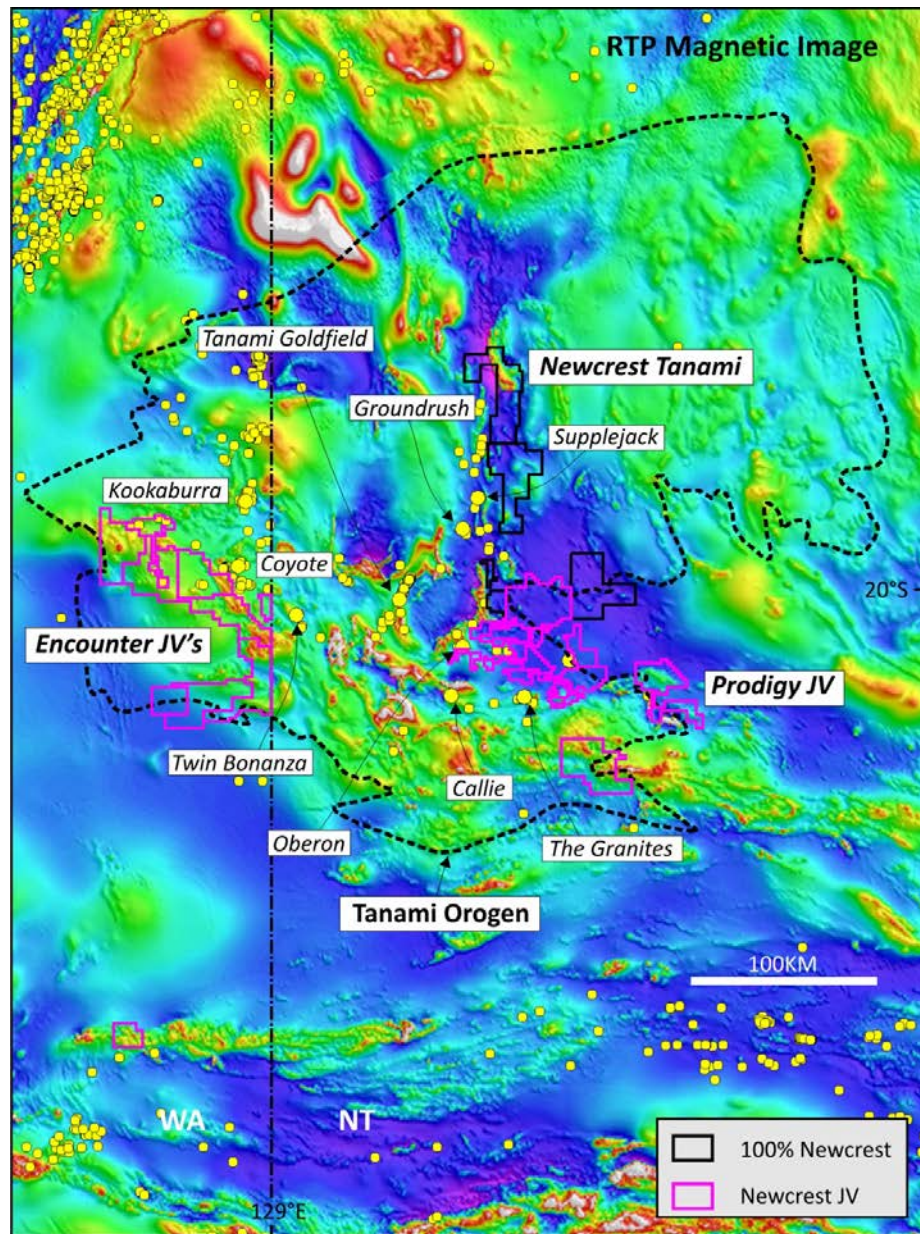 RTP Magnetic Image
Tanami Goldfield
Newcrest Tanami
Groundrush
Supplejack
Kookaburra
Coyote
20°S
Encounter JV's
Prodigy JV
Twin Bonanza
Callie
Oberon
The Granites
Tanami Orogen
100KM
WA
NT
129°E
100% Newcrest
Newcrest JV